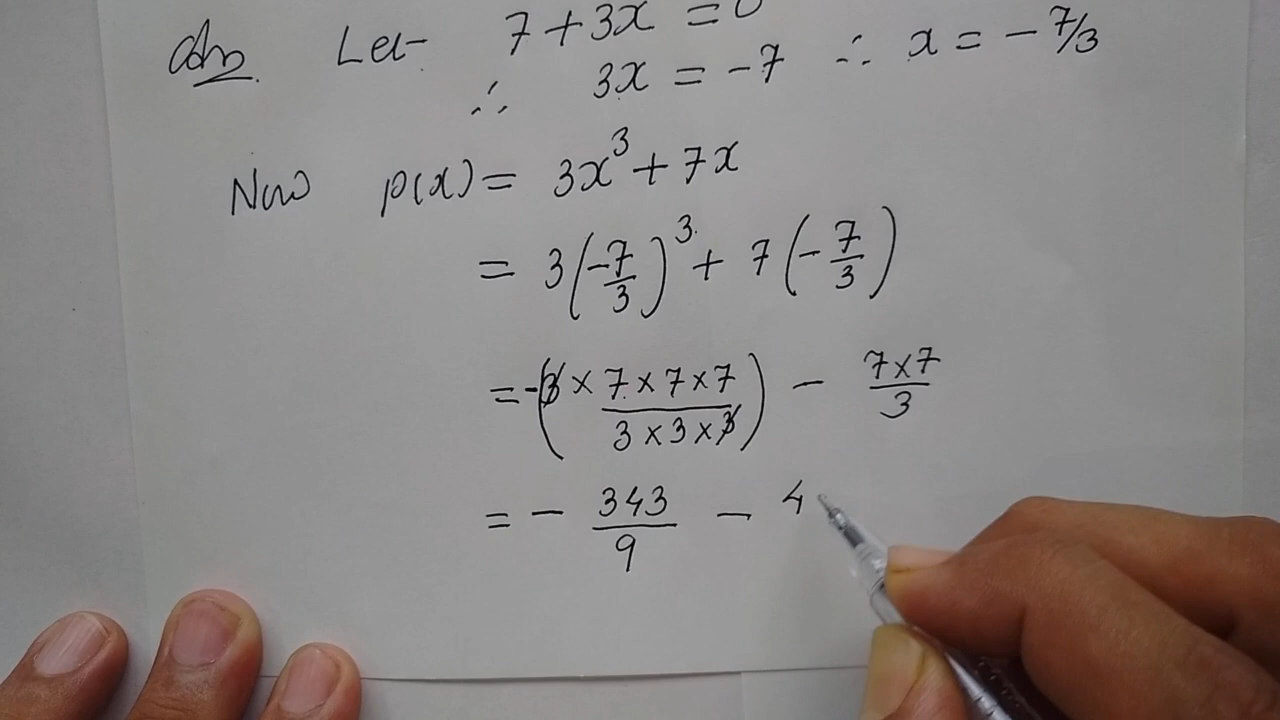 Ans. Let 7 + 3x = 0
∴ 3x = -7 ∴ x = - 7/3
Now p(x) = 3x³ + 7x
= 3(-7/3)³ + 7(-7/3)
= -(3 × 7 × 7 × 7 / 3 × 3 × 3) - 7×7/3
= - 343/9 - 4